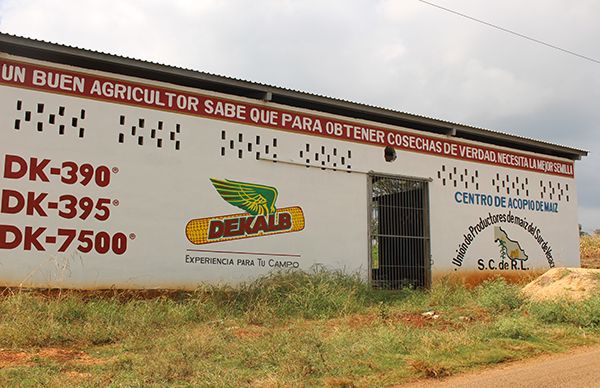 UN BUEN AGRICULTOR SABE QUE PARA OBTENER COSECHAS DE VERDAD, NECESITA LA MEJOR SEMILLA
DK-390®
DK-395®
DK-7500®
DEKALB
EXPERIENCIA PARA TU CAMPO
CENTRO DE ACOPIO DE MAIZ
Unión de Productores de maiz del Sur de
S.C. de R.L.